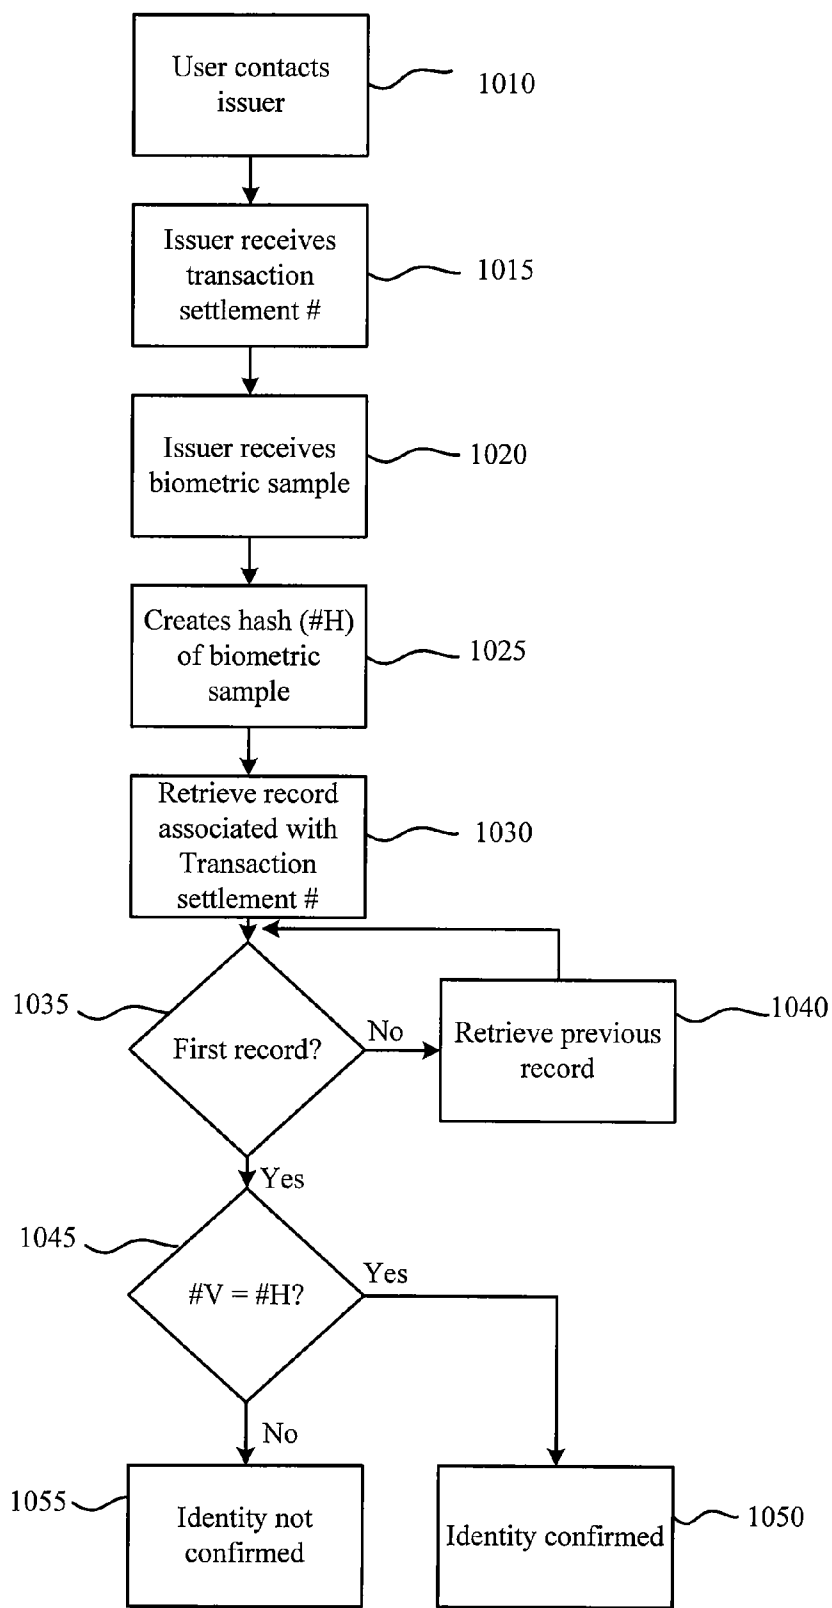 User contacts
issuer
1010
Issuer receives
transaction
settlement #
1015
Issuer receives
biometric sample
1020
Creates hash (#H)
of biometric
sample
1025
Retrieve record
associated with
Transaction
settlement #
1030
1035
First record?
No
Retrieve previous
record
1040
Yes
1045
#V = #H?
Yes
No
1055
Identity not
confirmed
Identity confirmed
1050